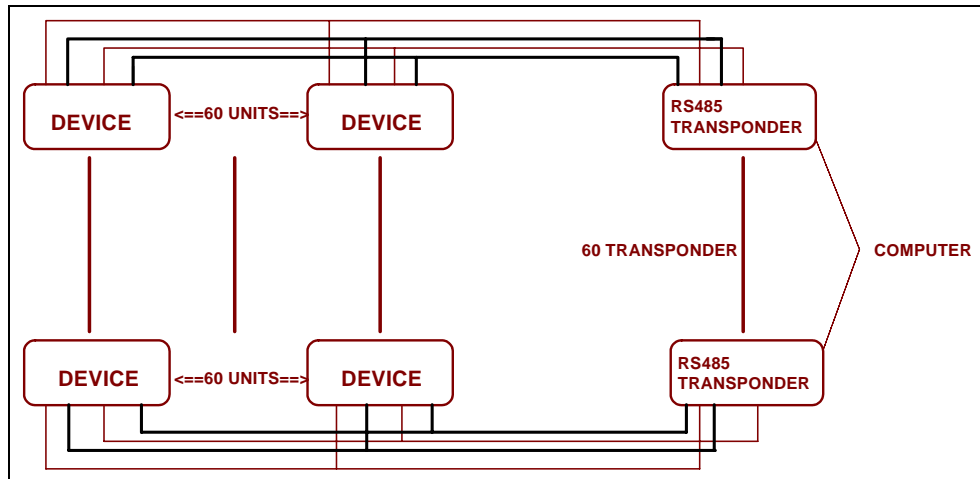 DEVICE
<==60 UNITS==>
DEVICE
RS485
TRANSPONDER
60 TRANSPONDER
COMPUTER
DEVICE
<==60 UNITS==>
DEVICE
RS485
TRANSPONDER